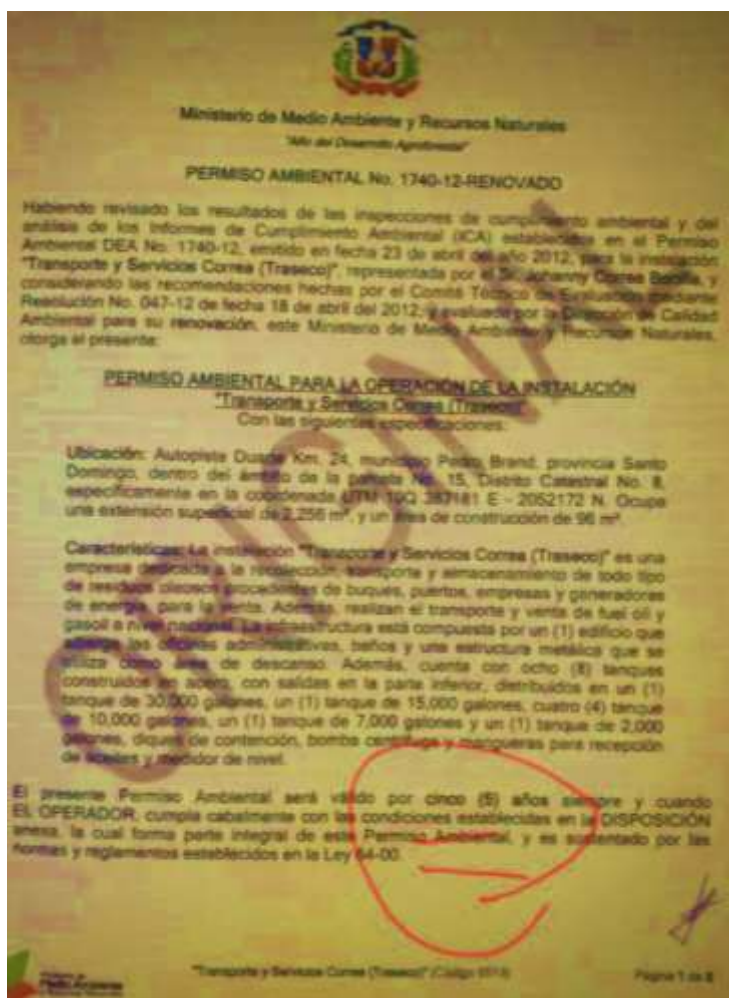 Ministerio de Medio Ambiente y Recursos Naturales
"Año del Desarrollo Agroforestal"
PERMISO AMBIENTAL No. 1740-12-RENOVADO
Habiendo revisado los resultados de las inspecciones de cumplimiento ambiental y del
análisis de los Informes de Cumplimiento Ambiental (ICA) establecidos en el Permiso
Ambiental DEA No. 1740-12, emitido en fecha 23 de abril del año 2012, para la instalación
"Transporte y Servicios Correa (Traseco)", representada por el Sr. Johanny Correa y
considerando las recomendaciones hechas por el Comité Técnico de Evaluación mediante
Resolución No. 047-12 de fecha 18 de abril del 2012, y evaluado por la Dirección de Calidad
Ambiental para su renovación, este Ministerio de Medio Ambiente y Recursos Naturales,
otorga el presente:
PERMISO AMBIENTAL PARA LA OPERACIÓN DE LA INSTALACIÓN
"Transporte y Servicios Correa (Traseco)"
Con las siguientes especificaciones:
Ubicación: Autopista Duarte Km. 24, municipio Pedro Brand, provincia Santo
Domingo, dentro del ámbito de la parcela No. 15, Distrito Catastral No. 8,
específicamente en la coordenada UTM 19Q 387181 E - 2052172 N. Ocupa
una extensión superficial de 2,256 m², y un área de construcción de 96 m².
Características: La instalación "Transporte y Servicios Correa (Traseco)" es una
empresa dedicada a la recolección, transporte y almacenamiento de todo tipo
de residuos oleosos procedentes de buques, puertos, empresas y generadores
de energía, para la venta. Además, realizan el transporte y venta de fuel oil y
gasoil a nivel nacional. La infraestructura está compuesta por un (1) edificio que
alberga las oficinas administrativas, baños y una estructura metálica que se
utiliza como área de descanso. Además, cuenta con ocho (8) tanques
construidos en acero, con salidas en la parte inferior, distribuidos en un (1)
tanque de 30,000 galones, un (1) tanque de 15,000 galones, cuatro (4) tanque
de 10,000 galones, un (1) tanque de 7,000 galones y un (1) tanque de 2,000
galones, diques de contención, bomba centrífuga y mangueras para recepción
de aceites y medidor de nivel.
El presente Permiso Ambiental será válido por cinco (5) años siempre y cuando
EL OPERADOR, cumpla cabalmente con las condiciones establecidas en la DISPOSICIÓN
anexa, la cual forma parte integral de este Permiso Ambiental, y es sustentado por las
normas y reglamentos establecidos en la Ley 64-00.
ORIGINAL
"Transporte y Servicios Correa (Traseco)" (Código
Página 1 de
Medio Ambiente